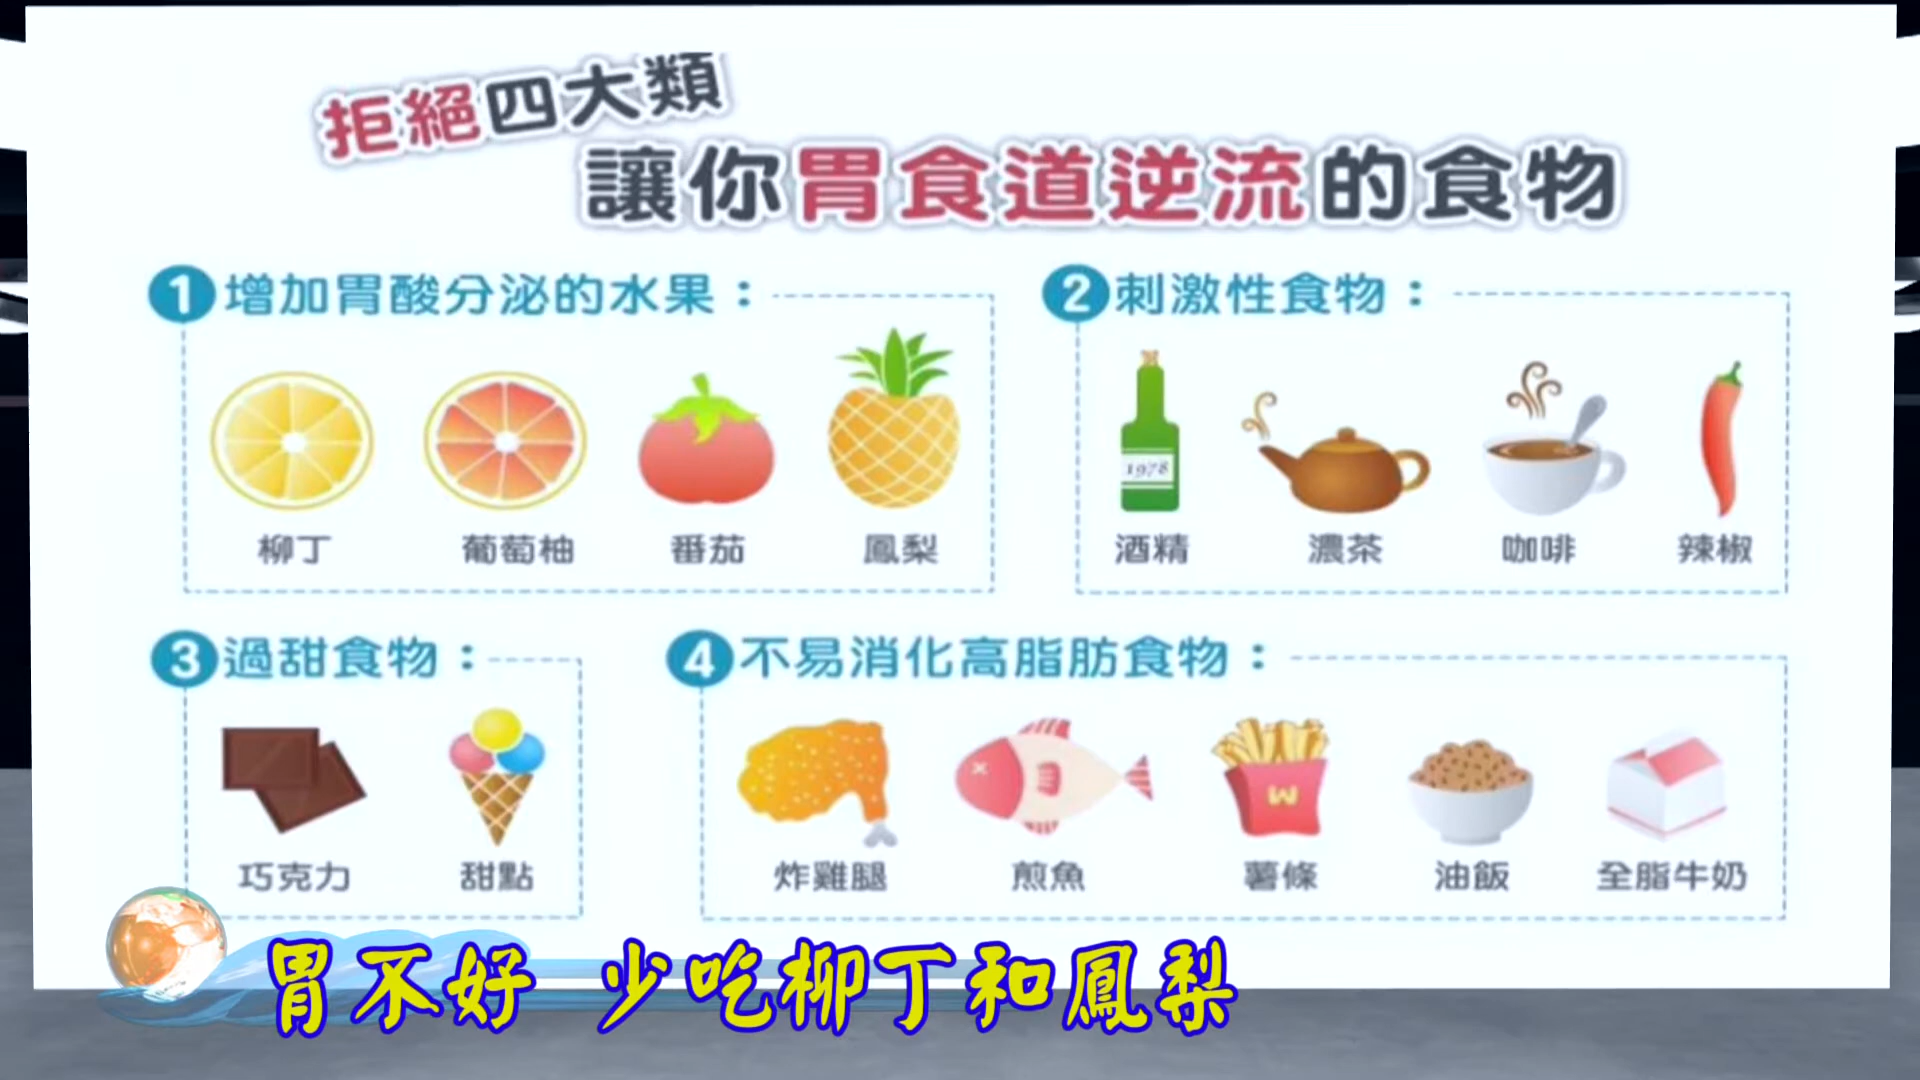 拒絕四大類
讓你胃食道逆流的食物
1 增加胃酸分泌的水果：
柳丁 葡萄柚 番茄 鳳梨
2 刺激性食物：
1978
酒精 濃茶 咖啡 辣椒
3 過甜食物：
巧克力 甜點
4 不易消化高脂肪食物：
W
炸雞腿 煎魚 薯條 油飯 全脂牛奶
胃不好 少吃柳丁和鳳梨